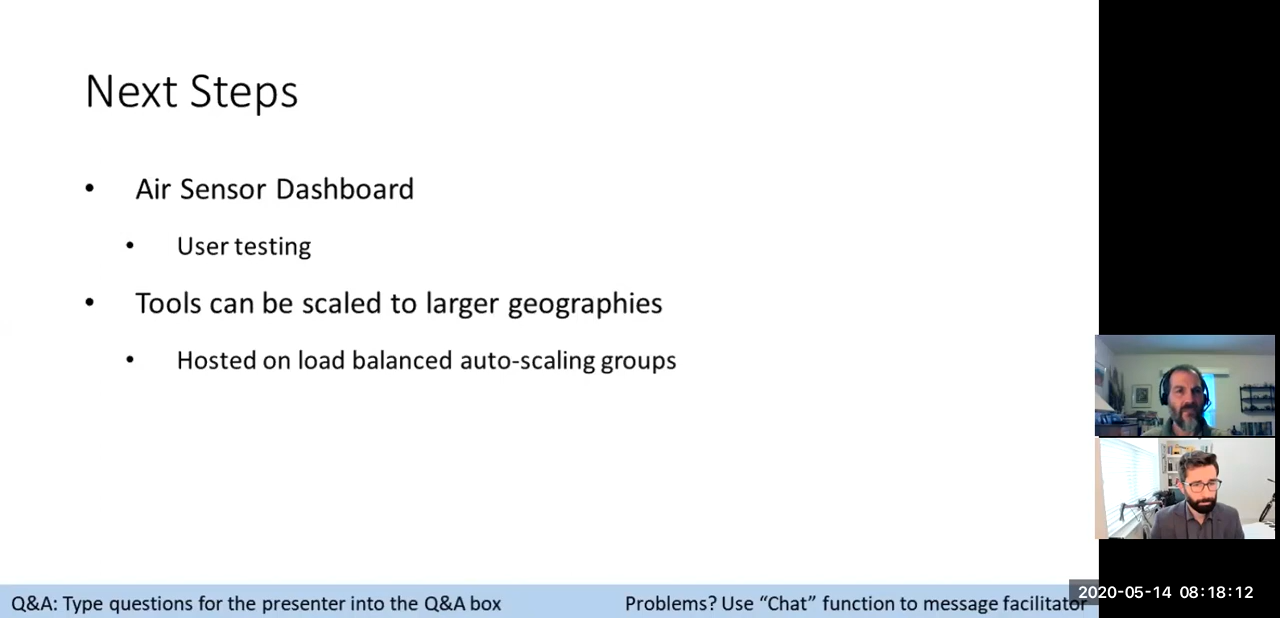 Next Steps
• Air Sensor Dashboard
• User testing
• Tools can be scaled to larger geographies
• Hosted on load balanced auto-scaling groups
Q&A: Type questions for the presenter into the Q&A box
Problems? Use “Chat” function to message facilitator
2020-05-14 08:18:12